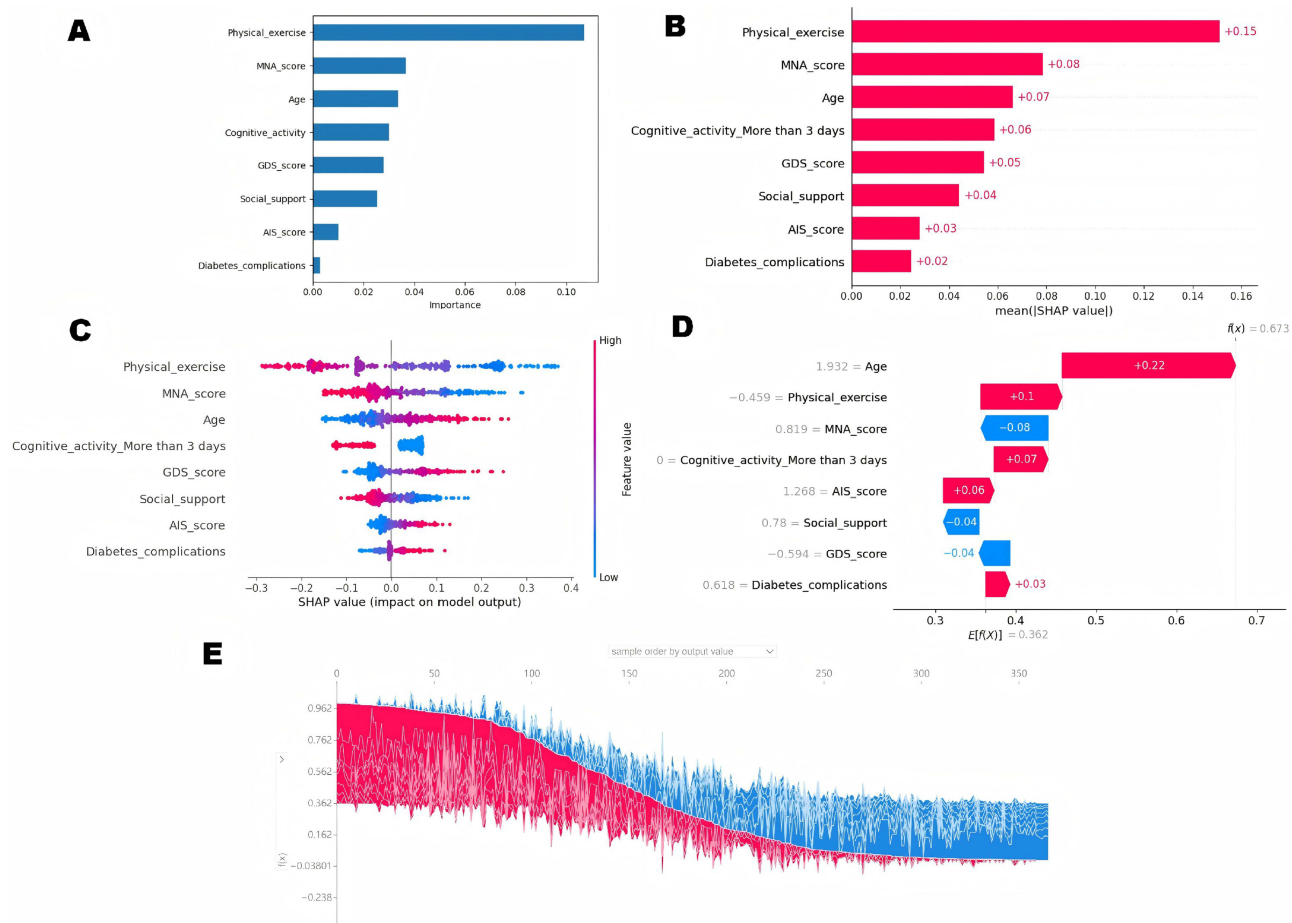 A
Physical_exercise
MNA_score
Age
Cognitive_activity
GDS_score
Social_support
AIS_score
Diabetes_complications
0.00 0.02 0.04 0.06 0.08 0.10
Importance
B
Physical_exercise +0.15
MNA_score +0.08
Age +0.07
Cognitive_activity_More than 3 days +0.06
GDS_score +0.05
Social_support +0.04
AIS_score +0.03
Diabetes_complications +0.02
0.00 0.02 0.04 0.06 0.08 0.10 0.12 0.14 0.16
mean(|SHAP value|)
C
High
Physical_exercise
MNA_score
Age
Cognitive_activity_More than 3 days
GDS_score
Social_support
AIS_score
Diabetes_complications
Feature value
Low
−0.3 −0.2 −0.1 0.0 0.1 0.2 0.3 0.4
SHAP value (impact on model output)
D
f(x) = 0.673
1.932 = Age +0.22
−0.459 = Physical_exercise +0.1
0.819 = MNA_score −0.08
0 = Cognitive_activity_More than 3 days +0.07
1.268 = AIS_score +0.06
0.78 = Social_support −0.04
−0.594 = GDS_score −0.04
0.618 = Diabetes_complications +0.03
0.3 0.4 0.5 0.6 0.7
E[f(X)] = 0.362
E
sample order by output value
0 50 100 150 200 250 300 350
0.962
0.762
0.562
0.362
0.162
−0.03801
−0.238
f(x)